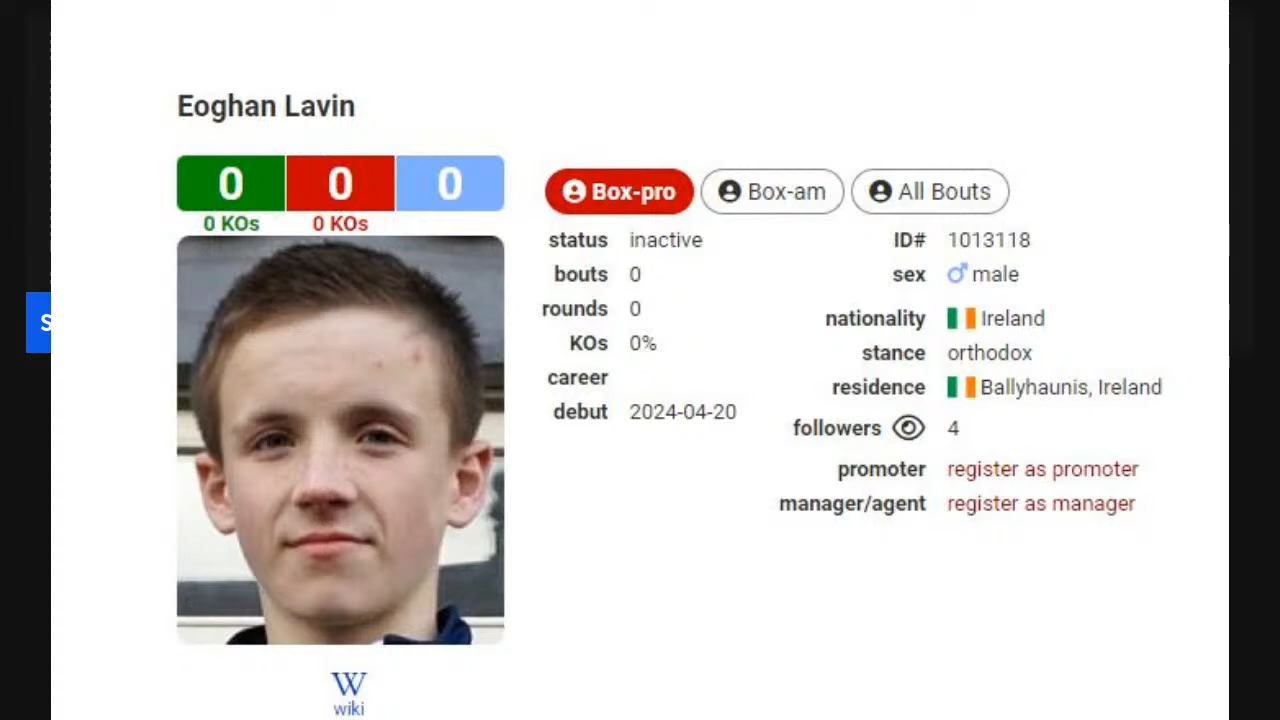 Eoghan Lavin
0 0 0
0 KOs 0 KOs
Box-pro Box-am All Bouts
status inactive
bouts 0
rounds 0
KOs 0%
career
debut 2024-04-20
ID# 1013118
sex male
nationality Ireland
stance orthodox
residence Ballyhaunis, Ireland
followers 4
promoter register as promoter
manager/agent register as manager
S
W
wiki